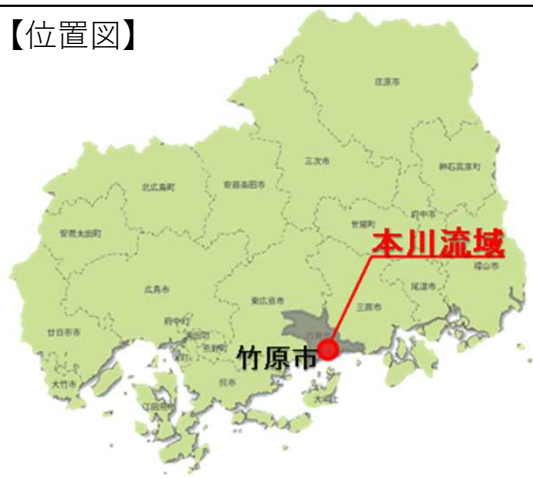 【位置図】
庄原市
三次市
神石高原町
北広島町
安芸高田市
府中市
世羅町
安芸太田町
本川流域
福山市
尾道市
広島市
東広島市
三原市
府中町
廿日市市
竹原市
呉市
大竹市